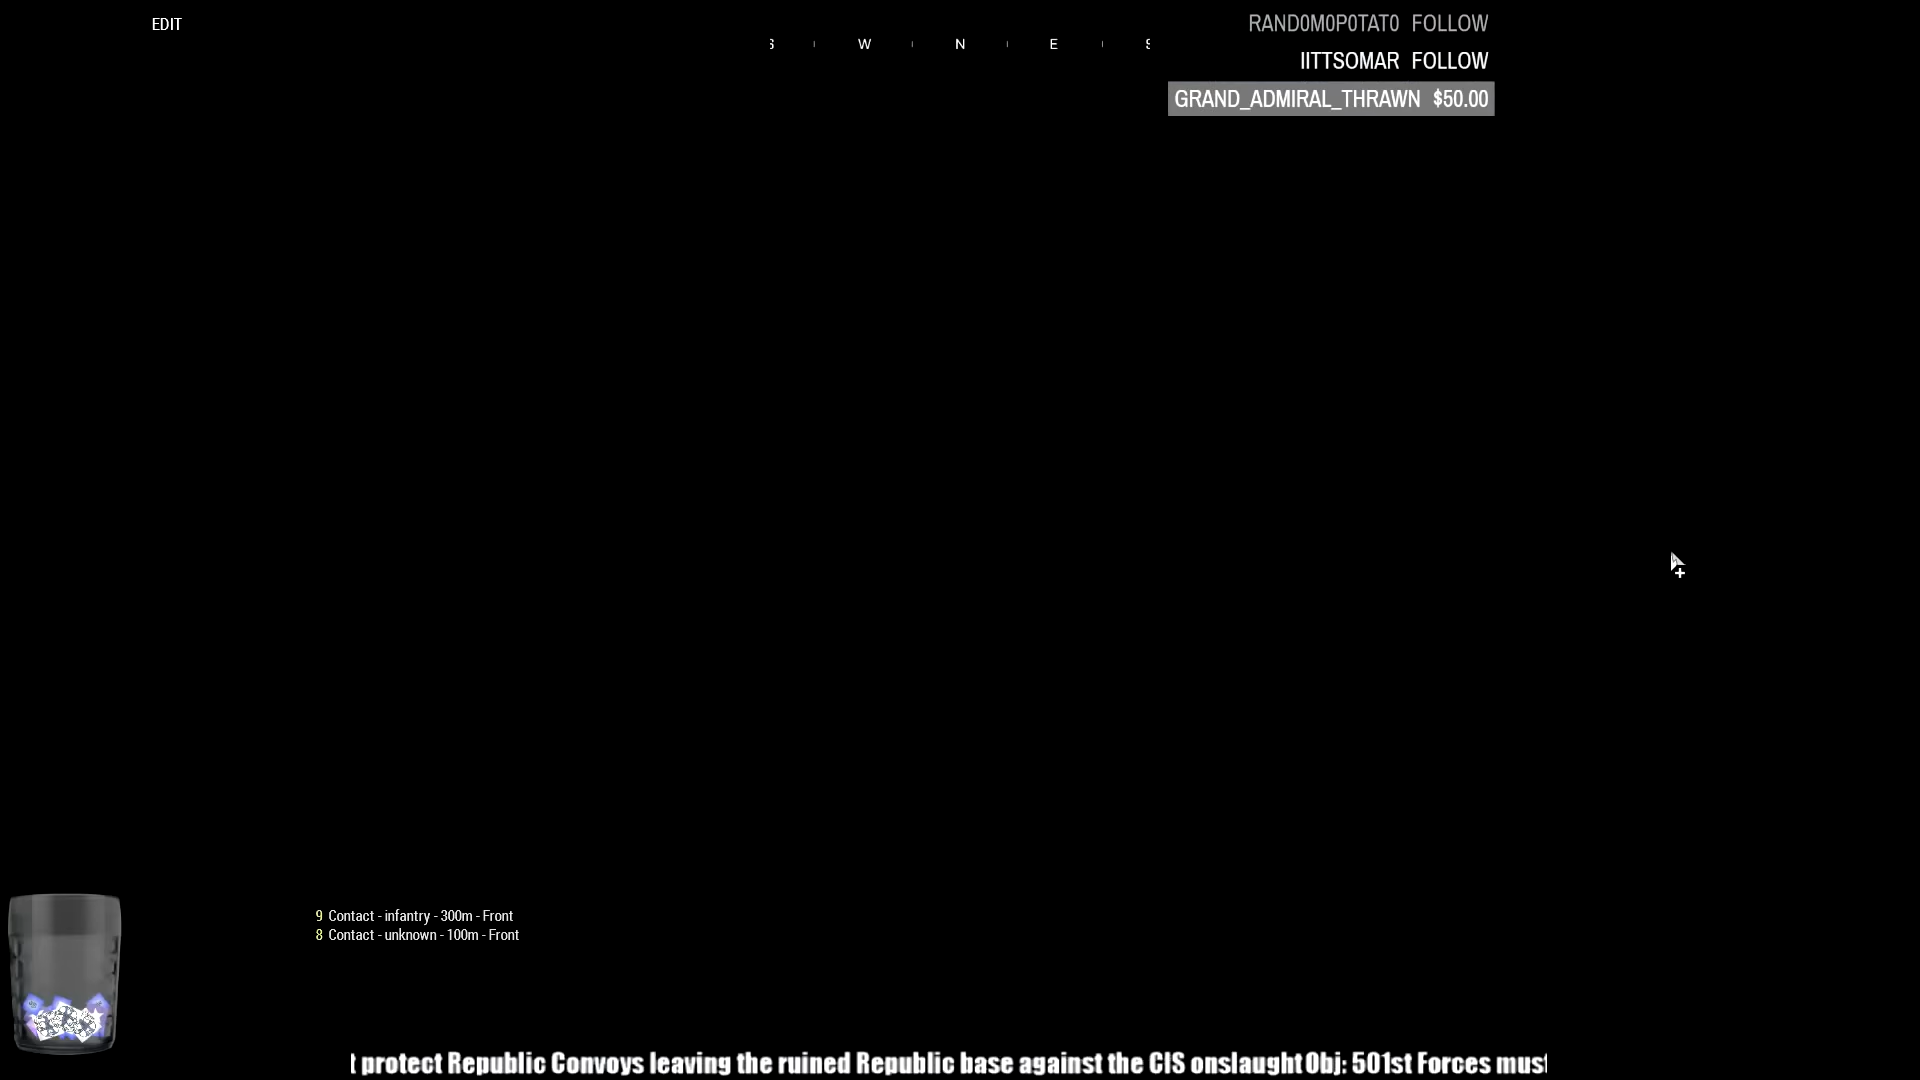 EDIT
S W N E S
RAND0M0P0TAT0 FOLLOW
IITTSOMAR FOLLOW
GRAND_ADMIRAL_THRAWN $50.00
9 Contact - infantry - 300m - Front
8 Contact - unknown - 100m - Front
t protect Republic Convoys leaving the ruined Republic base against the CIS onslaught Obj: 501st Forces must